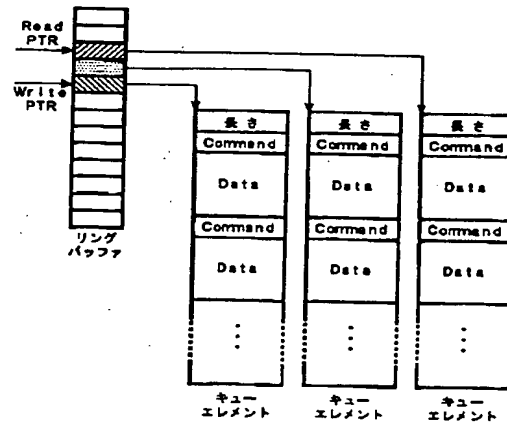 Read
PTR
Write
PTR
リング
バッファ
長さ
Command
Data
Command
Data
⋮
キュー
エレメント
長さ
Command
Data
Command
Data
⋮
キュー
エレメント
長さ
Command
Data
Command
Data
⋮
キュー
エレメント